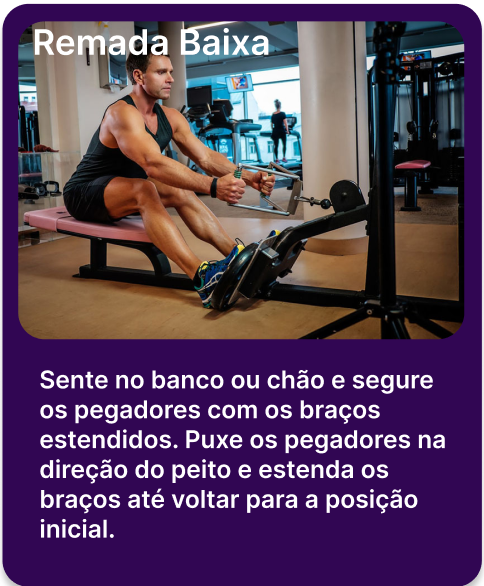 Remada Baixa
Sente no banco ou chão e segure
os pegadores com os braços
estendidos. Puxe os pegadores na
direção do peito e estenda os
braços até voltar para a posição
inicial.